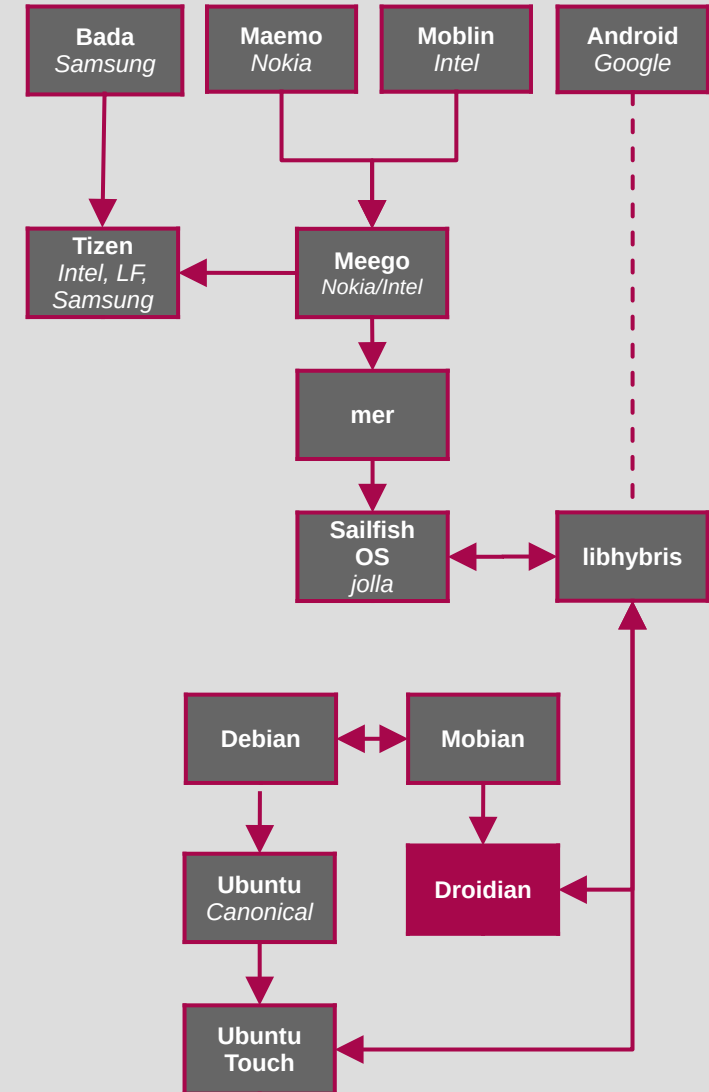 Bada
Samsung
Maemo
Nokia
Moblin
Intel
Android
Google
Tizen
Intel, LF,
Samsung
Meego
Nokia/Intel
mer
Sailfish
OS
jolla
libhybris
Debian
Mobian
Ubuntu
Canonical
Droidian
Ubuntu
Touch